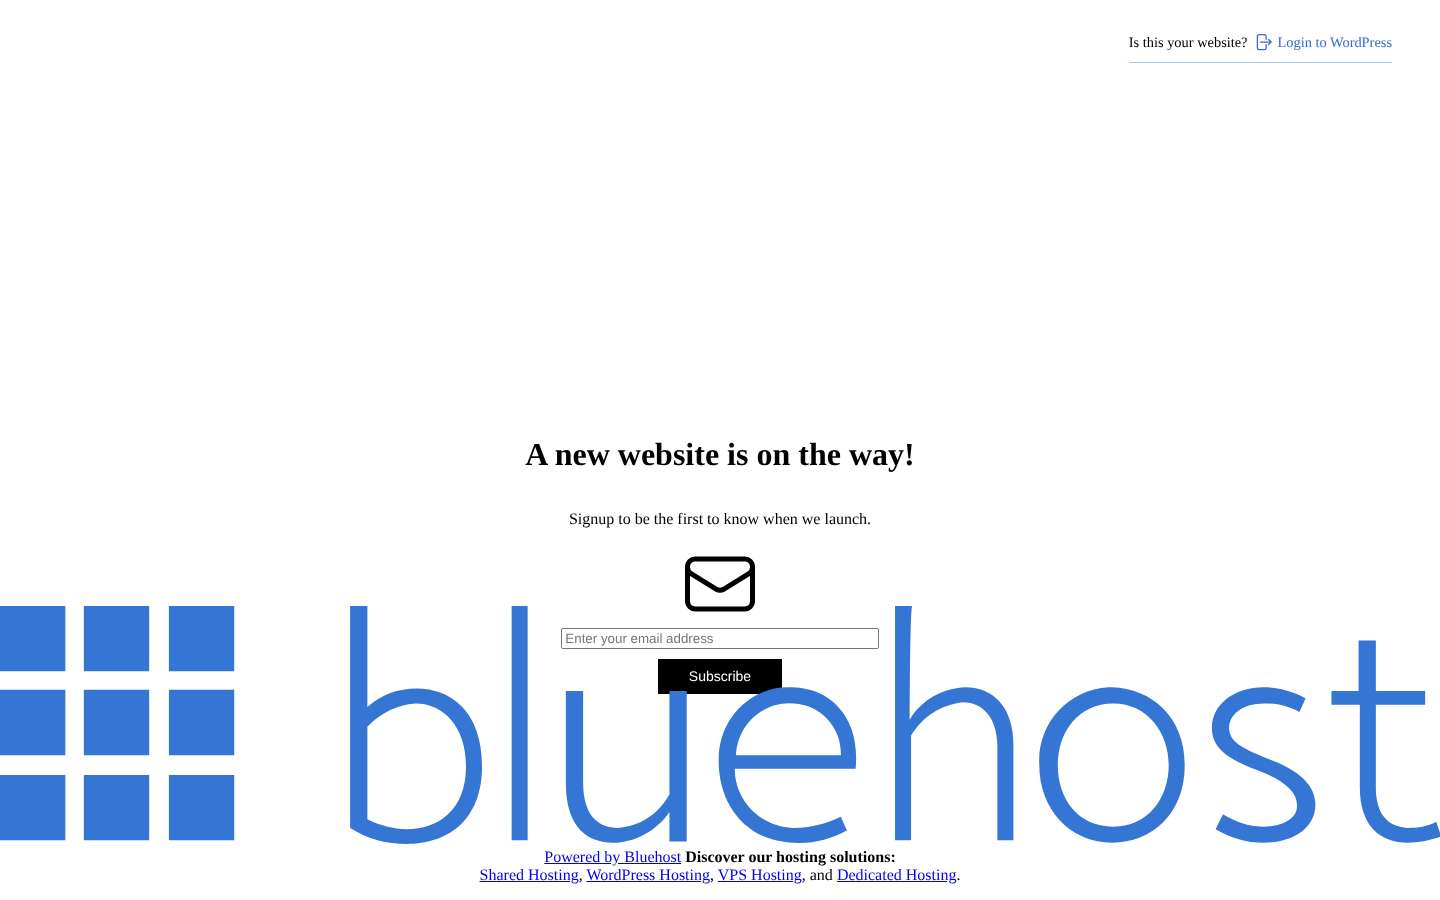 Is this your website? Login to WordPress
A new website is on the way!
Signup to be the first to know when we launch.
Enter your email address
Subscribe
bluehost
Powered by Bluehost Discover our hosting solutions:
Shared Hosting, WordPress Hosting, VPS Hosting, and Dedicated Hosting.